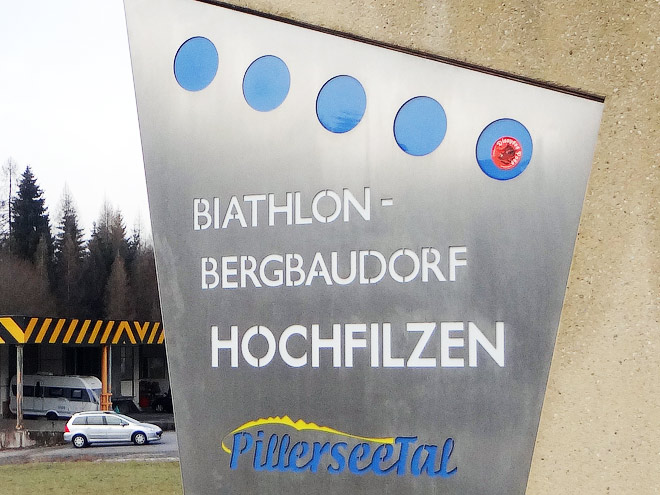 BIATHLON-
BERGBAUDORF
HOCHFILZEN
PillerseeTal